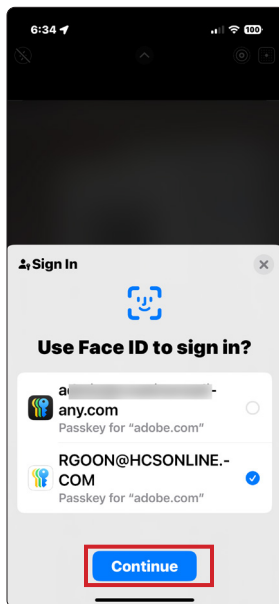 6:34
100
Sign In
Use Face ID to sign in?
any.com
Passkey for “adobe.com”
RGOON@HCSONLINE.-
COM
Passkey for “adobe.com”
Continue